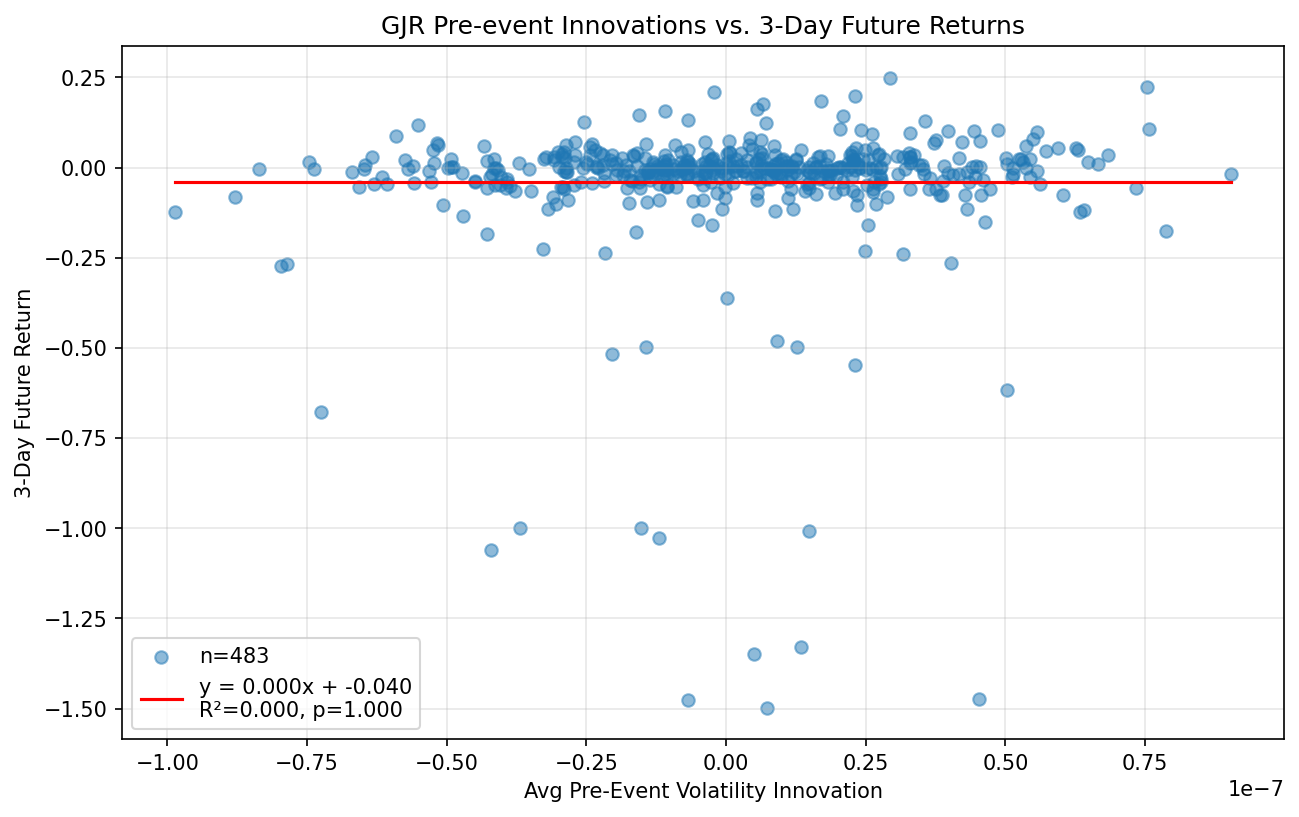 GJR Pre-event Innovations vs. 3-Day Future Returns
0.25
0.00
−0.25
−0.50
−0.75
−1.00
−1.25
−1.50
3-Day Future Return
n=483
y = 0.000x + -0.040
R²=0.000, p=1.000
−1.00 −0.75 −0.50 −0.25 0.00 0.25 0.50 0.75
1e−7
Avg Pre-Event Volatility Innovation